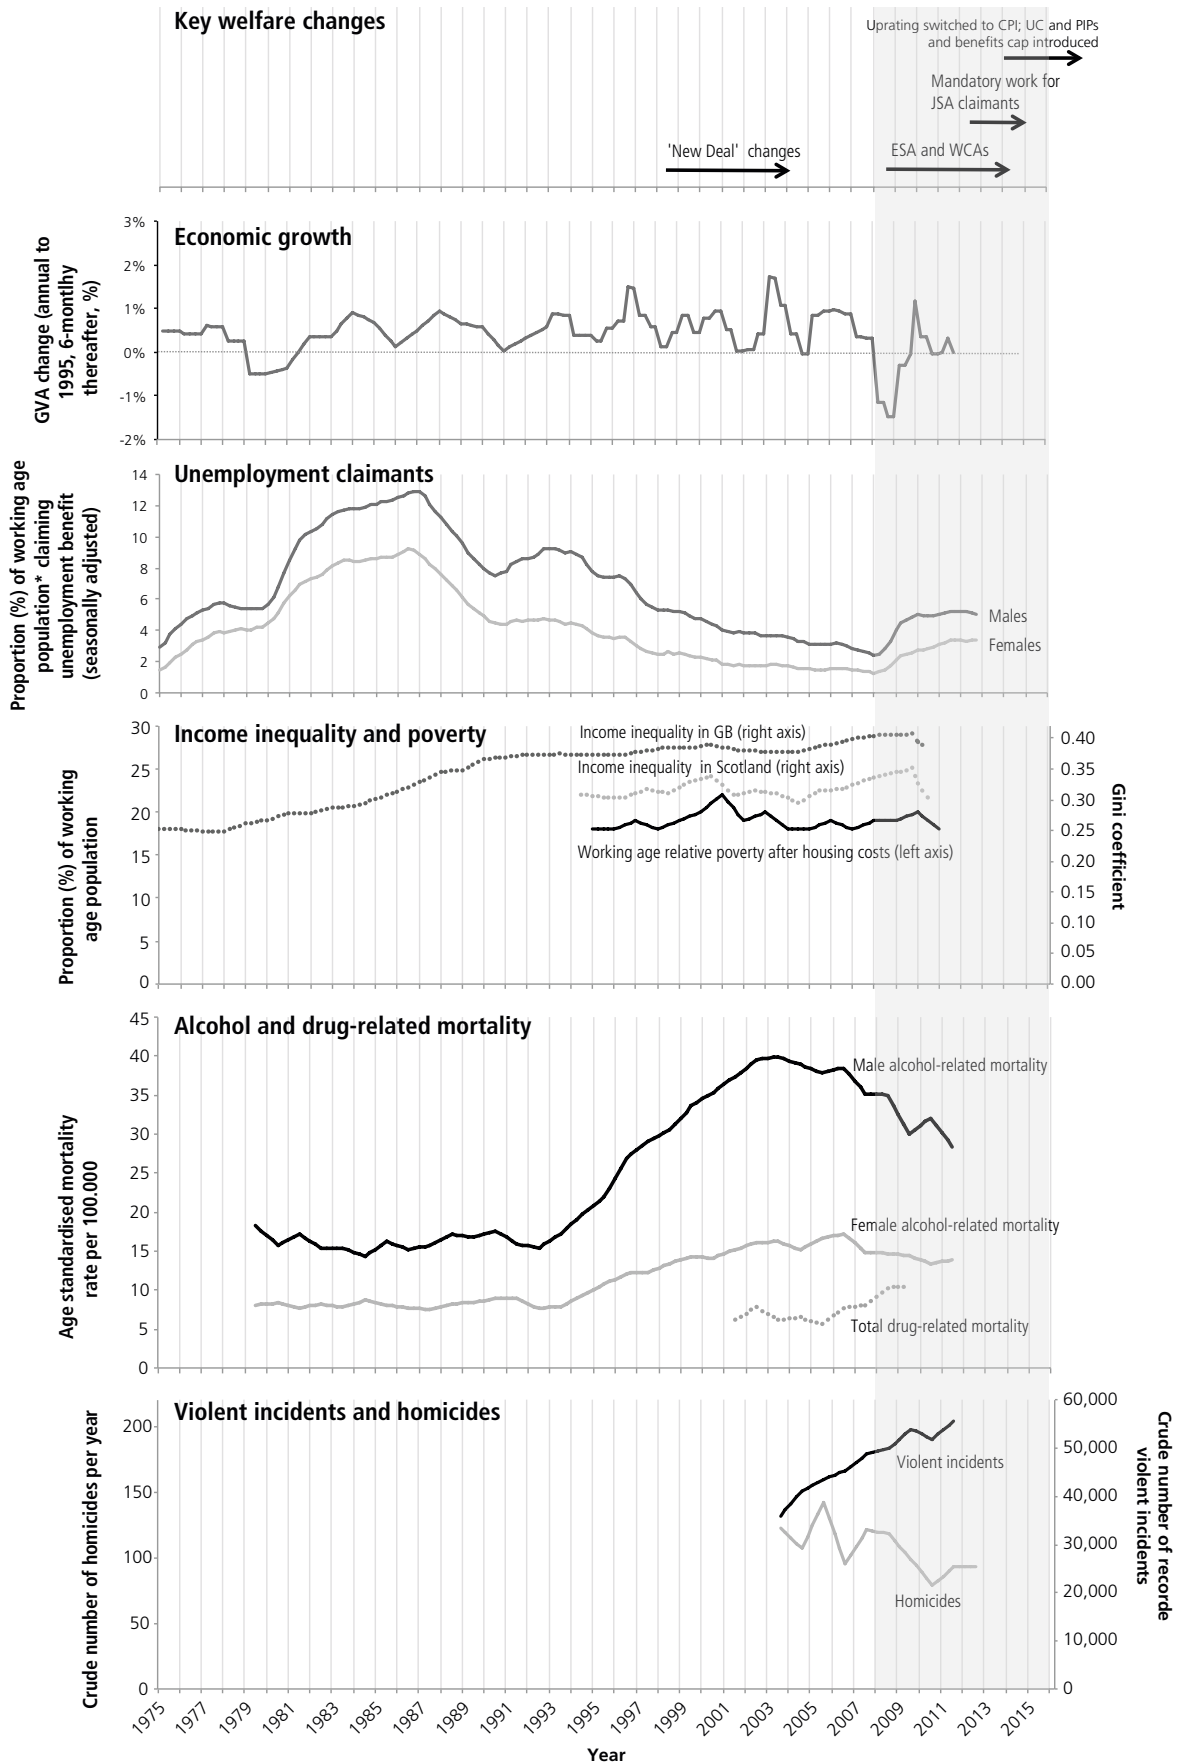 Key welfare changes
Uprating switched to CPI; UC and PIPs
and benefits cap introduced
Mandatory work for
JSA claimants
'New Deal' changes
ESA and WCAs
Economic growth
GVA change (annual to
1995, 6-montlhy
thereafter, %)
3%
2%
1%
0%
-1%
-2%
Unemployment claimants
Proportion (%) of working age
population* claiming
unemployment benefit
(seasonally adjusted)
14
12
10
8
6
4
2
0
Males
Females
Income inequality and poverty
Proportion (%) of working
age population
30
25
20
15
10
5
0
Income inequality in GB (right axis)
Income inequality in Scotland (right axis)
Working age relative poverty after housing costs (left axis)
0.40
0.35
0.30
0.25
0.20
0.15
0.10
0.05
0.00
Gini coefficient
Alcohol and drug-related mortality
Age standardised mortality
rate per 100.000
45
40
35
30
25
20
15
10
5
0
Male alcohol-related mortality
Female alcohol-related mortality
Total drug-related mortality
Violent incidents and homicides
Crude number of homicides per year
200
150
100
50
0
Violent incidents
Homicides
60,000
50,000
40,000
30,000
20,000
10,000
0
Crude number of recorde
violent incidents
1975 1977 1979 1981 1983 1985 1987 1989 1991 1993 1995 1997 1999 2001 2003 2005 2007 2009 2011 2015
Year